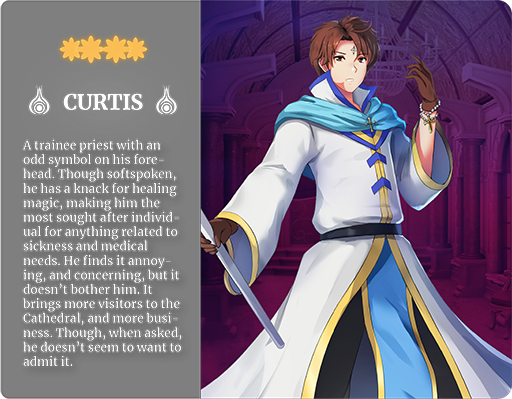 CURTIS
A trainee priest with an
odd symbol on his fore-
head. Though softspoken,
he has a knack for healing
magic, making him the
most sought after individ-
ual for anything related to
sickness and medical
needs. He finds it annoy-
ing, and concerning, but it
doesn't bother him. It
brings more visitors to the
Cathedral, and more busi-
ness. Though, when asked,
he doesn't seem to want to
admit it.